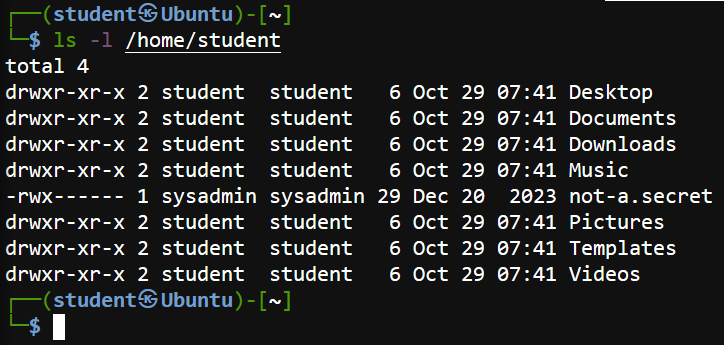 ┌──(student㉿Ubuntu)-[~]
└─$ ls -l /home/student
total 4
drwxr-xr-x 2 student  student   6 Oct 29 07:41 Desktop
drwxr-xr-x 2 student  student   6 Oct 29 07:41 Documents
drwxr-xr-x 2 student  student   6 Oct 29 07:41 Downloads
drwxr-xr-x 2 student  student   6 Oct 29 07:41 Music
-rwx------ 1 sysadmin sysadmin 29 Dec 20  2023 not-a.secret
drwxr-xr-x 2 student  student   6 Oct 29 07:41 Pictures
drwxr-xr-x 2 student  student   6 Oct 29 07:41 Templates
drwxr-xr-x 2 student  student   6 Oct 29 07:41 Videos
┌──(student㉿Ubuntu)-[~]
└─$